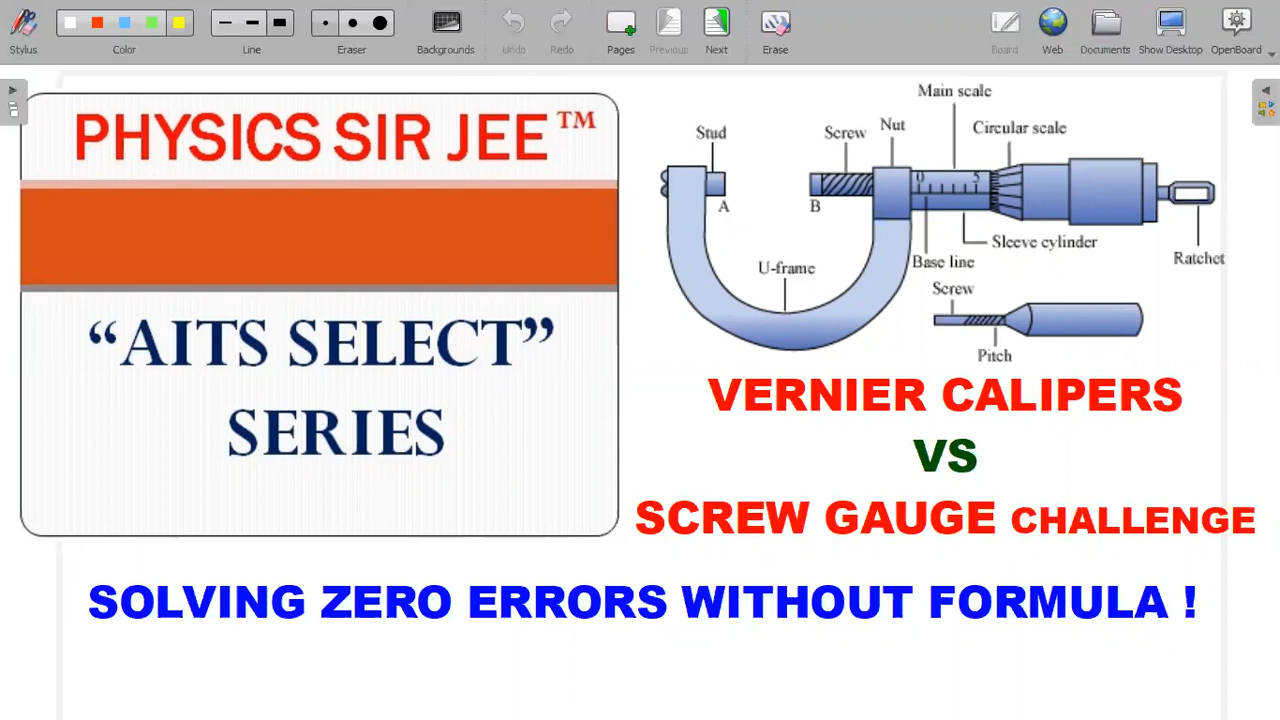 Stylus
Color
Line
Eraser
Backgrounds
Undo
Redo
Pages
Previous
Next
Erase
Board
Web
Documents
Show Desktop
OpenBoard
PHYSICS SIR JEE™
“AITS SELECT”
SERIES
Main scale
Stud
Screw
Nut
Circular scale
0
5
A
B
Sleeve cylinder
U-frame
Base line
Ratchet
Screw
Pitch
VERNIER CALIPERS
VS
SCREW GAUGE CHALLENGE
SOLVING ZERO ERRORS WITHOUT FORMULA !